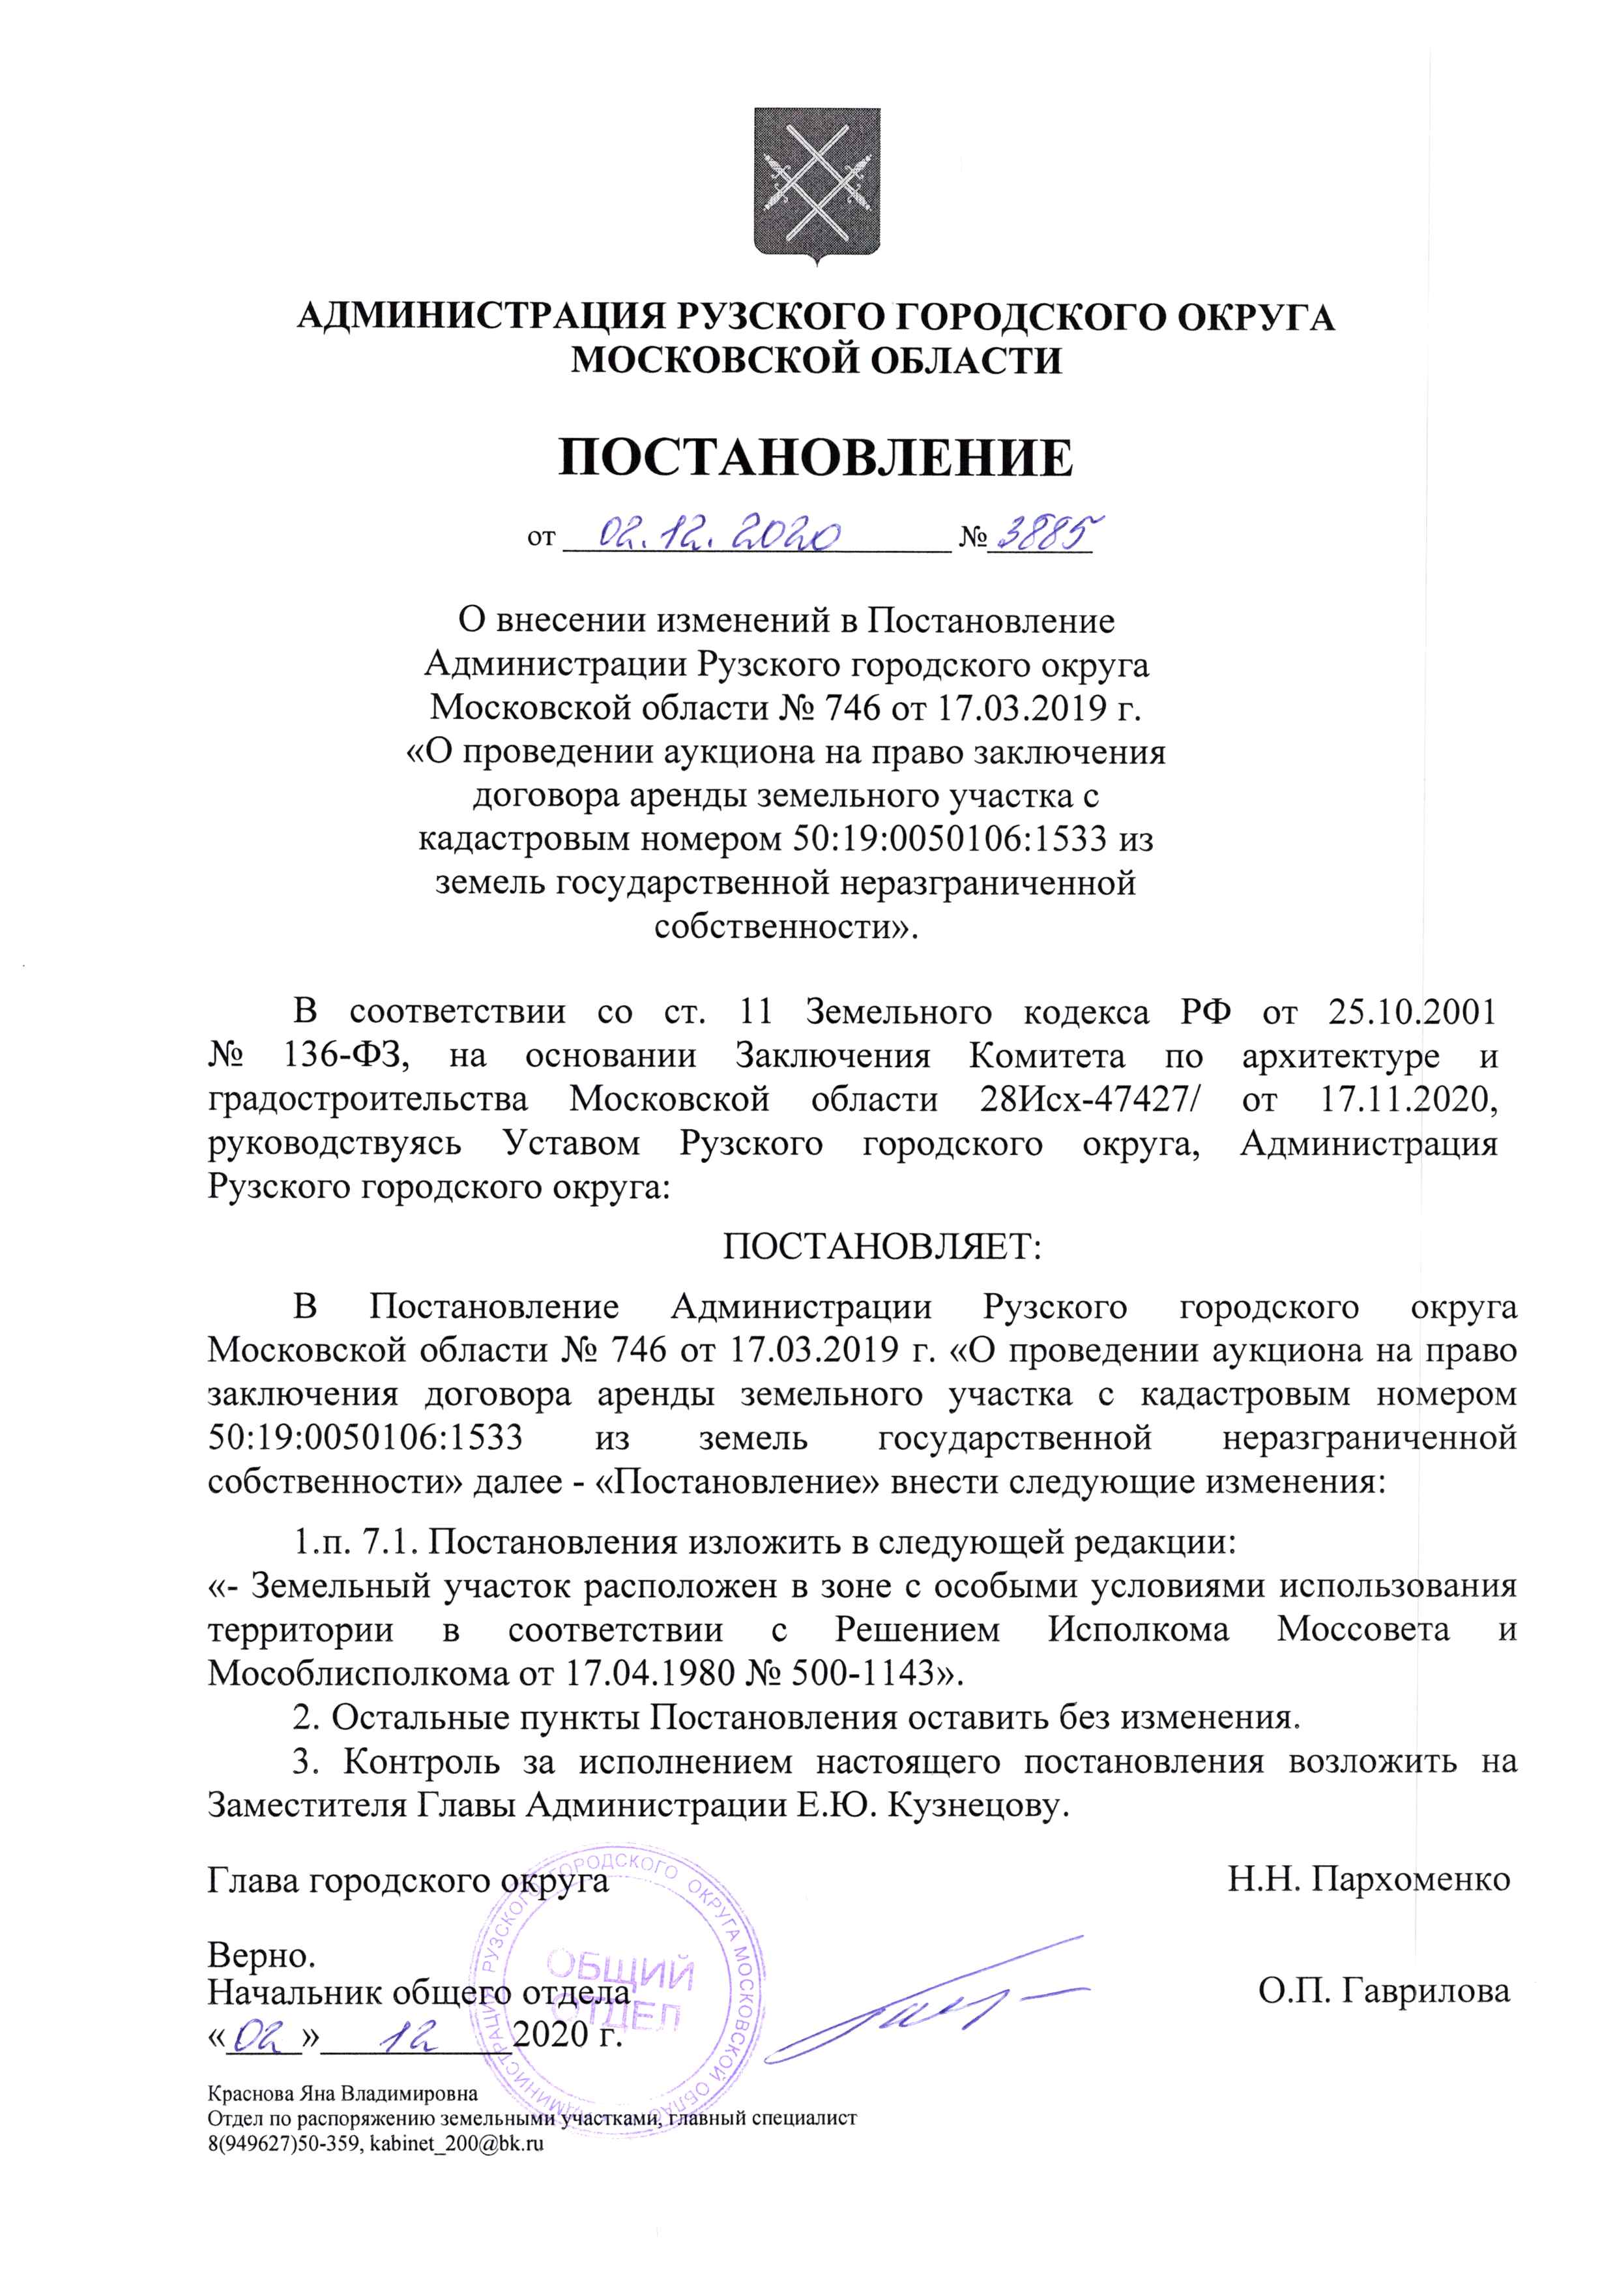 АДМИНИСТРАЦИЯ РУЗСКОГО ГОРОДСКОГО ОКРУГА
МОСКОВСКОЙ ОБЛАСТИ
ПОСТАНОВЛЕНИЕ
от 02.12.2020 № 3885
О внесении изменений в Постановление
Администрации Рузского городского округа
Московской области № 746 от 17.03.2019 г.
«О проведении аукциона на право заключения
договора аренды земельного участка с
кадастровым номером 50:19:0050106:1533 из
земель государственной неразграниченной
собственности».
В соответствии со ст. 11 Земельного кодекса РФ от 25.10.2001
№ 136-ФЗ, на основании Заключения Комитета по архитектуре и
градостроительства Московской области 28Исх-47427/ от 17.11.2020,
руководствуясь Уставом Рузского городского округа, Администрация
Рузского городского округа:
ПОСТАНОВЛЯЕТ:
В Постановление Администрации Рузского городского округа
Московской области № 746 от 17.03.2019 г. «О проведении аукциона на право
заключения договора аренды земельного участка с кадастровым номером
50:19:0050106:1533 из земель государственной неразграниченной
собственности» далее - «Постановление» внести следующие изменения:
1.п. 7.1. Постановления изложить в следующей редакции:
«- Земельный участок расположен в зоне с особыми условиями использования
территории в соответствии с Решением Исполкома Моссовета и
Мособлисполкома от 17.04.1980 № 500-1143».
2. Остальные пункты Постановления оставить без изменения.
3. Контроль за исполнением настоящего постановления возложить на
Заместителя Главы Администрации Е.Ю. Кузнецову.
Глава городского округа Н.Н. Пархоменко
Верно.
Начальник общего отдела О.П. Гаврилова
«02» 12 2020 г.
АДМИНИСТРАЦИЯ РУЗСКОГО ГОРОДСКОГО ОКРУГА МОСКОВСКОЙ
ОБЩИЙ
ОТДЕЛ
Краснова Яна Владимировна
Отдел по распоряжению земельными участками, главный специалист
8(949627)50-359, kabinet_200@bk.ru